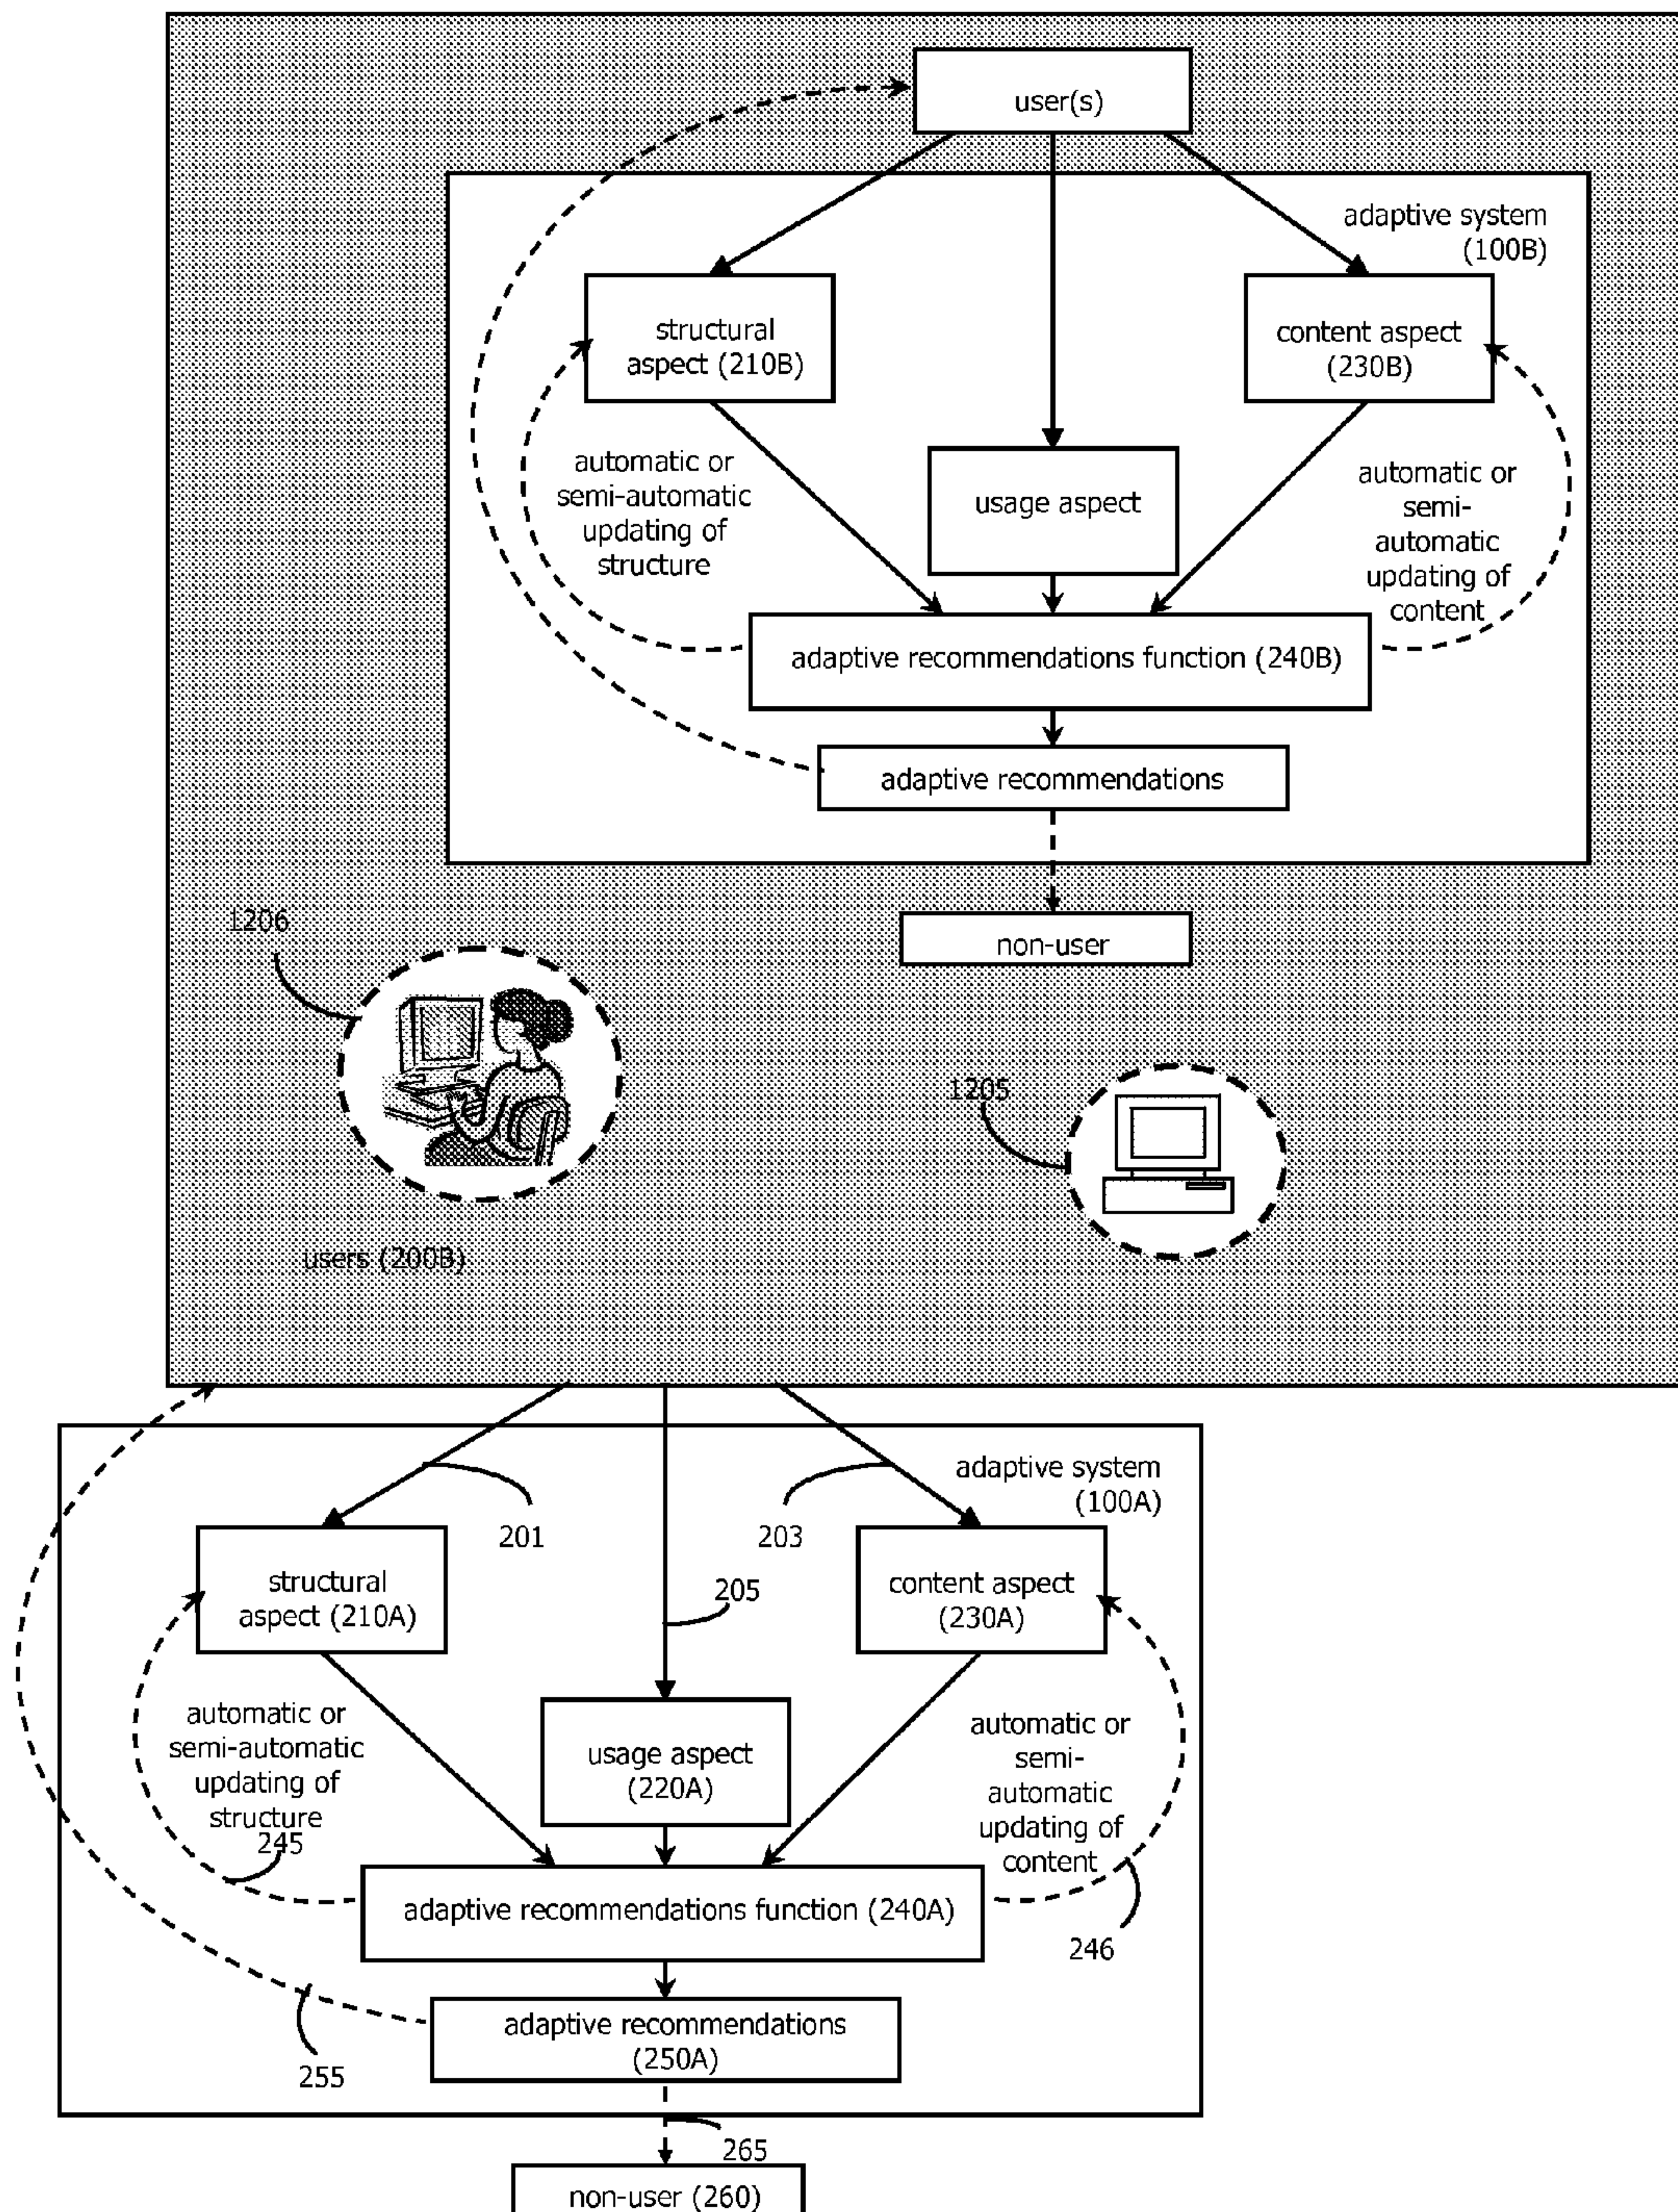 user(s)
adaptive system
(100B)
structural
aspect (210B)
content aspect
(230B)
automatic or
semi-automatic
updating of
structure
usage aspect
automatic or
semi-
automatic
updating of
content
adaptive recommendations function (240B)
adaptive recommendations
non-user
1206
1205
users (200B)
adaptive system
(100A)
201
203
structural
aspect (210A)
205
content aspect
(230A)
automatic or
semi-automatic
updating of
structure
245
usage aspect
(220A)
automatic or
semi-
automatic
updating of
content
adaptive recommendations function (240A)
246
adaptive recommendations
(250A)
255
265
non-user (260)